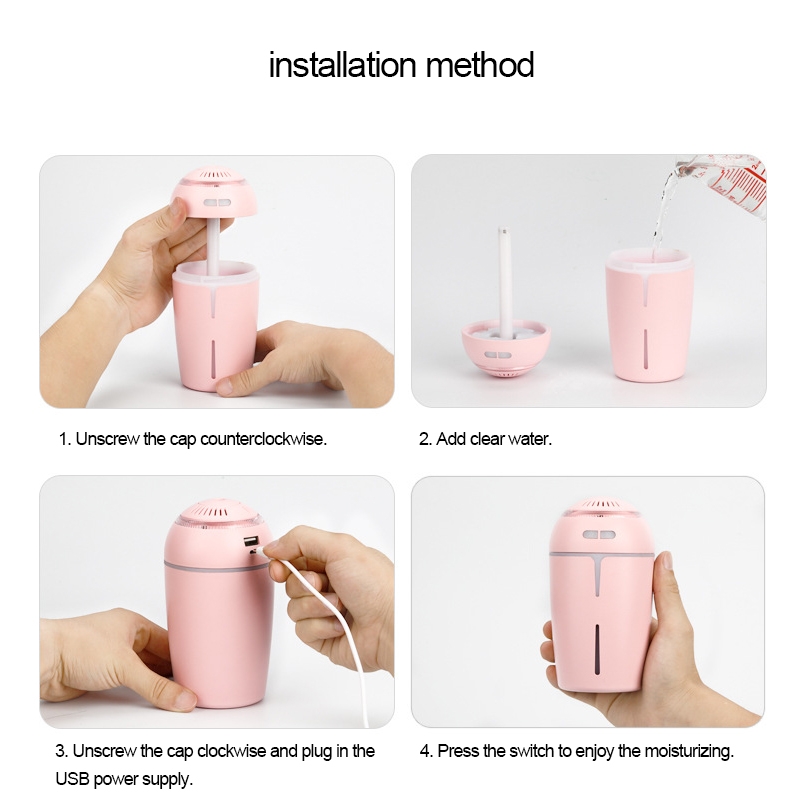 installation method
1. Unscrew the cap counterclockwise.
2. Add clear water.
3. Unscrew the cap clockwise and plug in the
USB power supply.
4. Press the switch to enjoy the moisturizing.